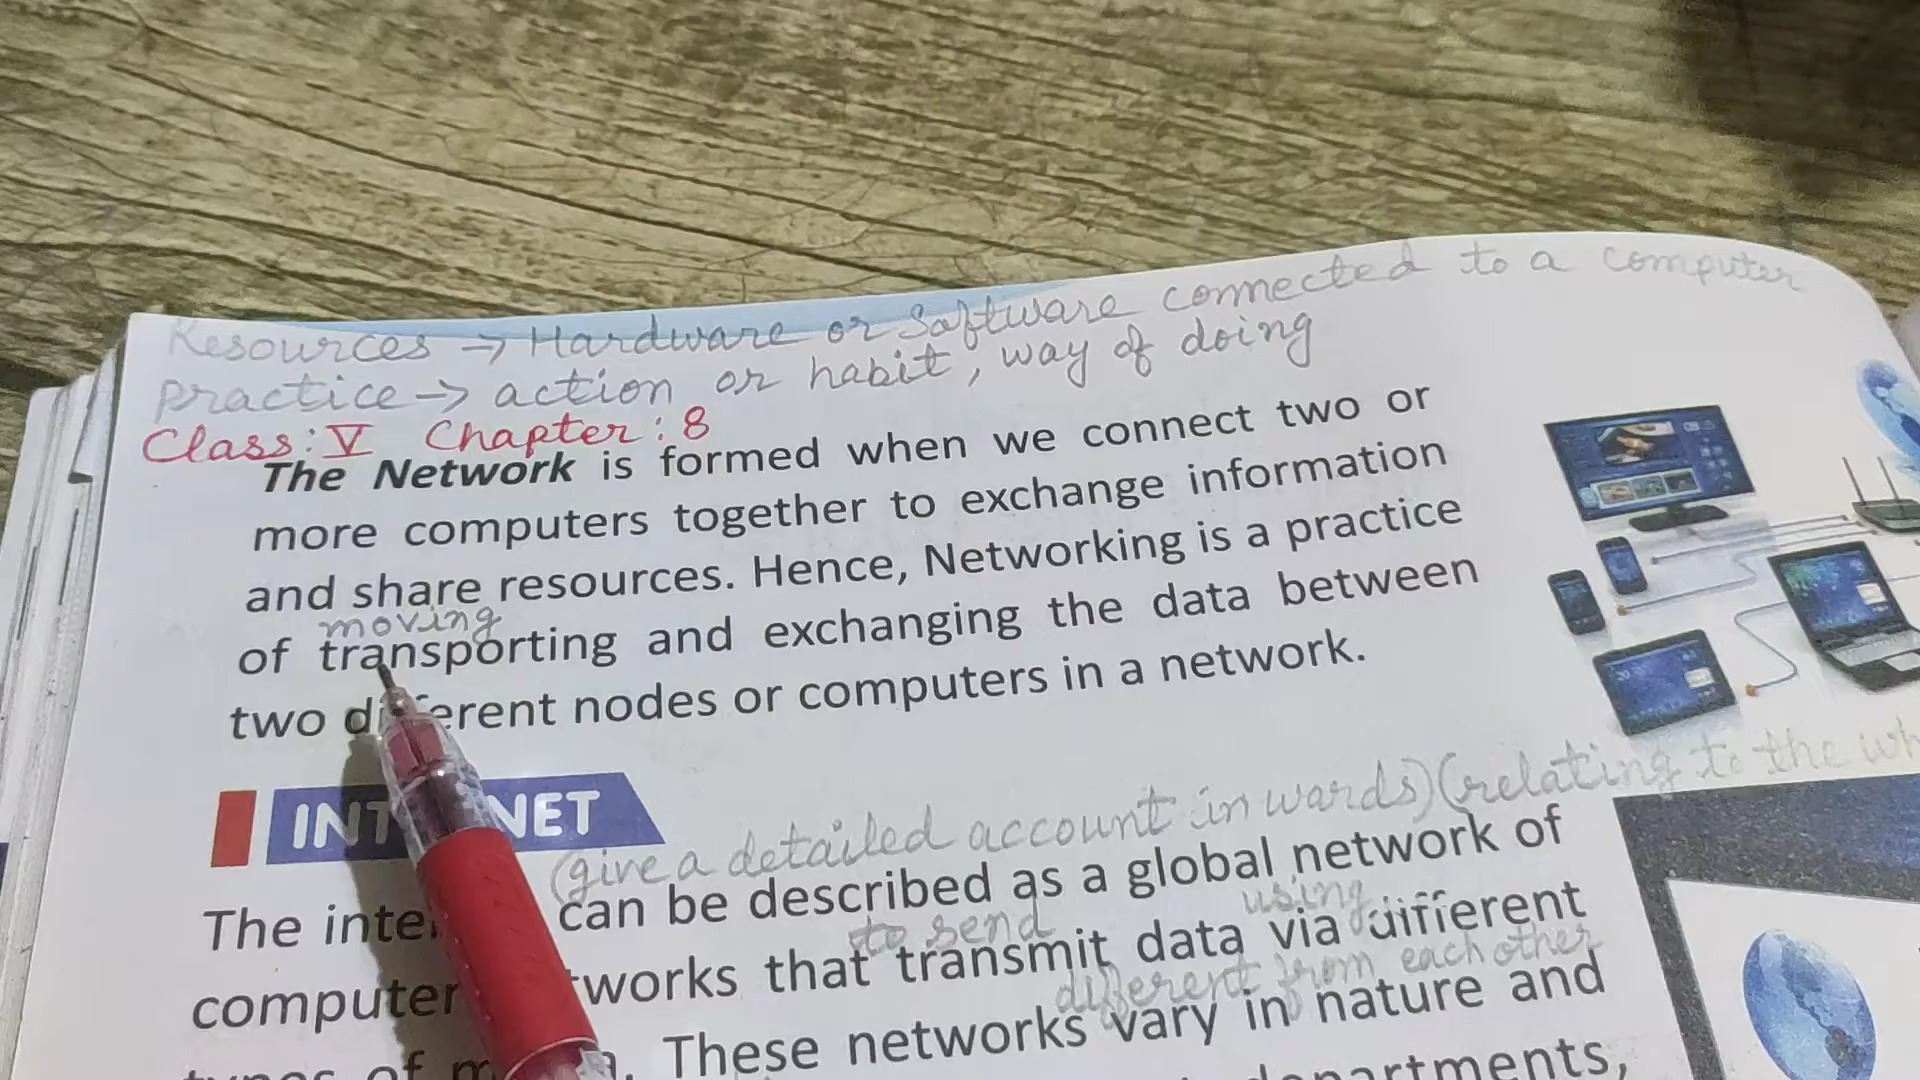 Resources → Hardware or Software connected to a computer
practice → action or habit, way of doing
Class: V Chapter: 8
The Network is formed when we connect two or
more computers together to exchange information
and share resources. Hence, Networking is a practice
moving
of transporting and exchanging the data between
two different nodes or computers in a network.
INTERNET
(give a detailed account in words) (relating to the
The can be described as a global network of
to send using
computer networks that transmit data via different
different from each other
These networks vary in nature and
departments,